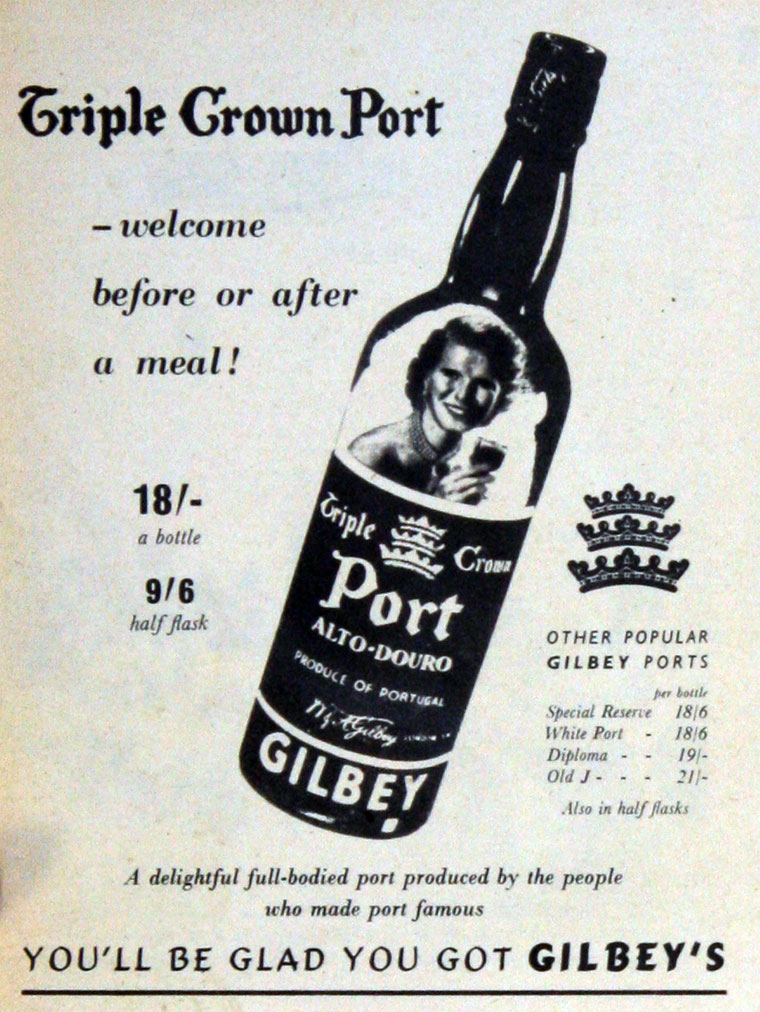 Triple Crown Port
– welcome
before or after
a meal!
18/-
a bottle
9/6
half flask
Triple Crown
Port
ALTO-DOURO
PRODUCE OF PORTUGAL
W & A Gilbey
GILBEY
OTHER POPULAR
GILBEY PORTS
per bottle
Special Reserve 18/6
White Port - 18/6
Diploma - - 19/-
Old J - - - 21/-
Also in half flasks
A delightful full-bodied port produced by the people
who made port famous
YOU'LL BE GLAD YOU GOT GILBEY'S